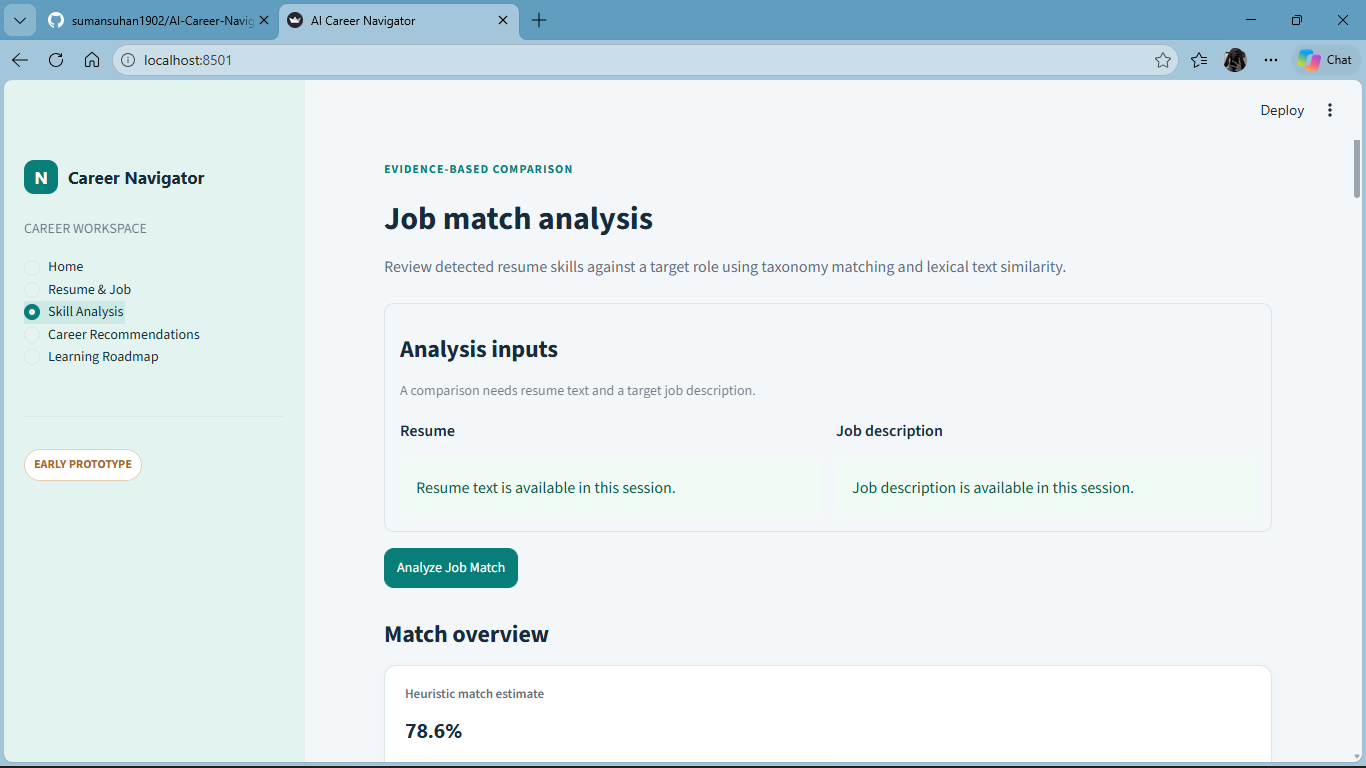 sumansuhan1902/AI-Career-Navig
AI Career Navigator
localhost:8501
Chat
Deploy
N
Career Navigator
CAREER WORKSPACE
Home
Resume & Job
Skill Analysis
Career Recommendations
Learning Roadmap
EARLY PROTOTYPE
EVIDENCE-BASED COMPARISON
Job match analysis
Review detected resume skills against a target role using taxonomy matching and lexical text similarity.
Analysis inputs
A comparison needs resume text and a target job description.
Resume
Job description
Resume text is available in this session.
Job description is available in this session.
Analyze Job Match
Match overview
Heuristic match estimate
78.6%